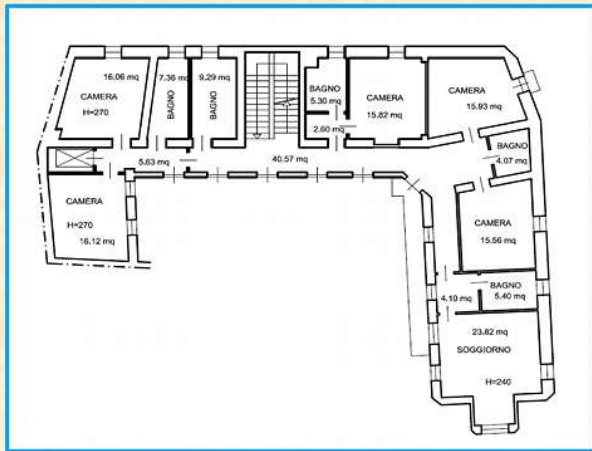 16.06 mq
CAMERA
H=270
7.36 mq
BAGNO
9.29 mq
BAGNO
BAGNO
5.30 mq
2.60 mq
CAMERA
15.82 mq
CAMERA
15.93 mq
BAGNO
4.07 mq
5.63 mq
40.57 mq
CAMERA
H=270
16.12 mq
CAMERA
15.56 mq
4.10 mq
BAGNO
5.40 mq
23.82 mq
SOGGIORNO
H=240